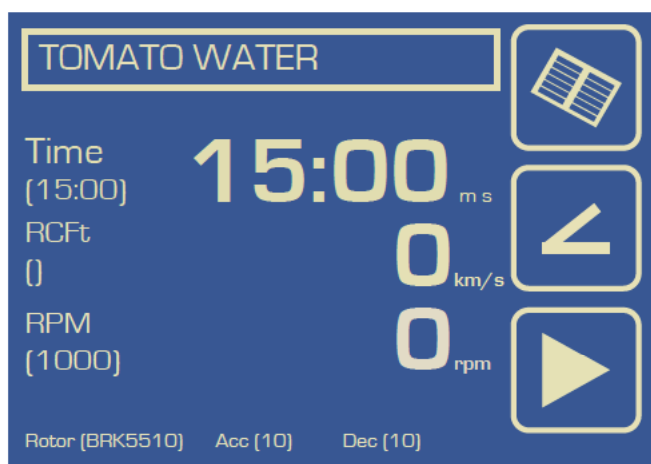 TOMATO WATER
Time
(15:00)
15:00 m s
RCFt
()
0 km/s
RPM
(1000)
0 rpm
Rotor (BRK5510) Acc (10) Dec (10)